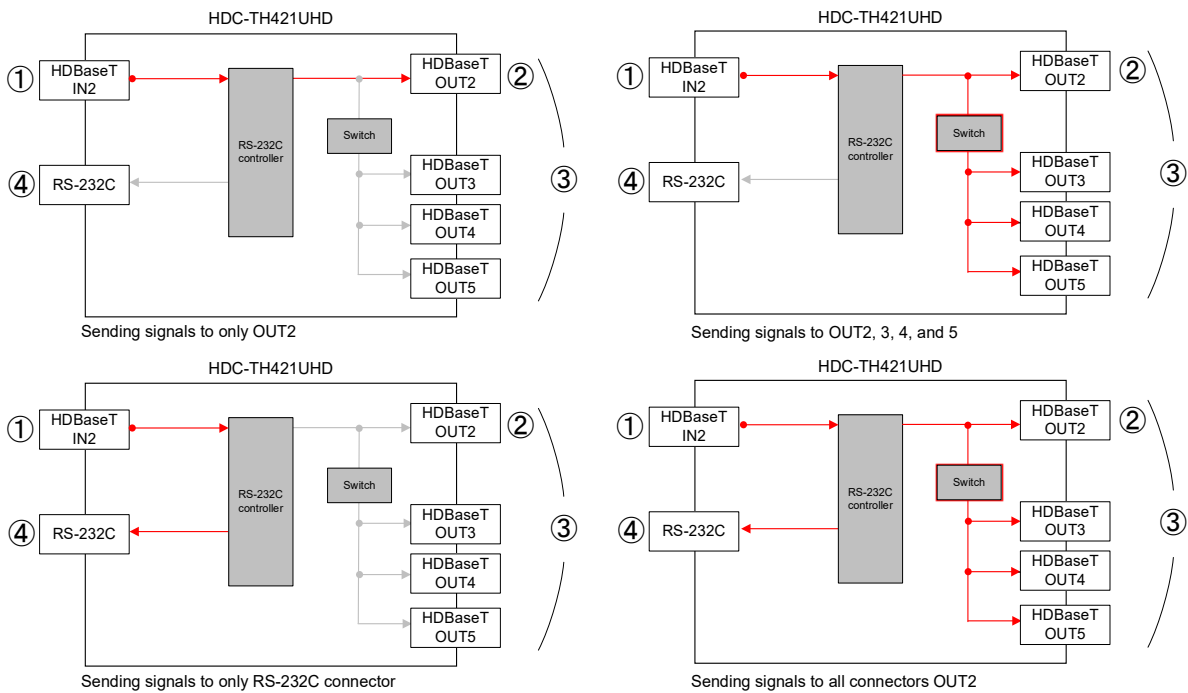 HDC-TH421UHD
①
HDBaseT
IN2
HDBaseT
OUT2
②
Switch
RS-232C
controller
④
RS-232C
HDBaseT
OUT3
③
HDBaseT
OUT4
HDBaseT
OUT5
Sending signals to only OUT2
HDC-TH421UHD
①
HDBaseT
IN2
HDBaseT
OUT2
②
Switch
RS-232C
controller
④
RS-232C
HDBaseT
OUT3
③
HDBaseT
OUT4
HDBaseT
OUT5
Sending signals to OUT2, 3, 4, and 5
HDC-TH421UHD
①
HDBaseT
IN2
HDBaseT
OUT2
②
Switch
RS-232C
controller
④
RS-232C
HDBaseT
OUT3
③
HDBaseT
OUT4
HDBaseT
OUT5
Sending signals to only RS-232C connector
HDC-TH421UHD
①
HDBaseT
IN2
HDBaseT
OUT2
②
Switch
RS-232C
controller
④
RS-232C
HDBaseT
OUT3
③
HDBaseT
OUT4
HDBaseT
OUT5
Sending signals to all connectors OUT2